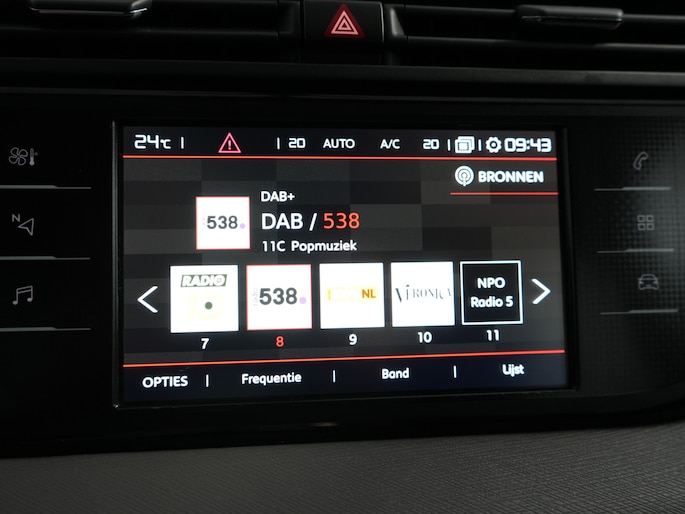 24°C 20 AUTO A/C 20 09:43
BRONNEN
538
DAB+
DAB / 538
11C Popmuziek
RADIO
538
NL
VERONICA
NPO
Radio 5
7 8 9 10 11
OPTIES Frequentie Band Lijst
N